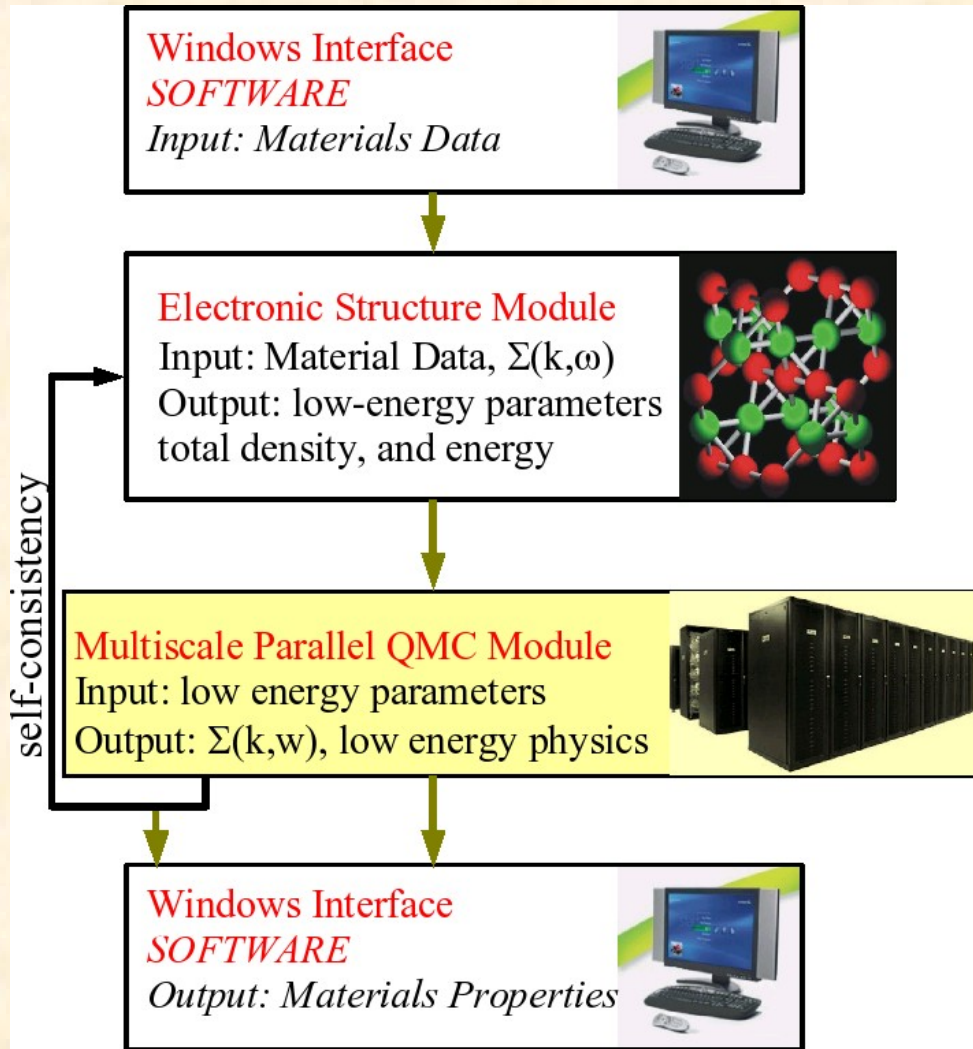 Windows Interface
SOFTWARE
Input: Materials Data
Electronic Structure Module
Input: Material Data, Σ(k,ω)
Output: low-energy parameters
total density, and energy
self-consistency
Multiscale Parallel QMC Module
Input: low energy parameters
Output: Σ(k,w), low energy physics
Windows Interface
SOFTWARE
Output: Materials Properties